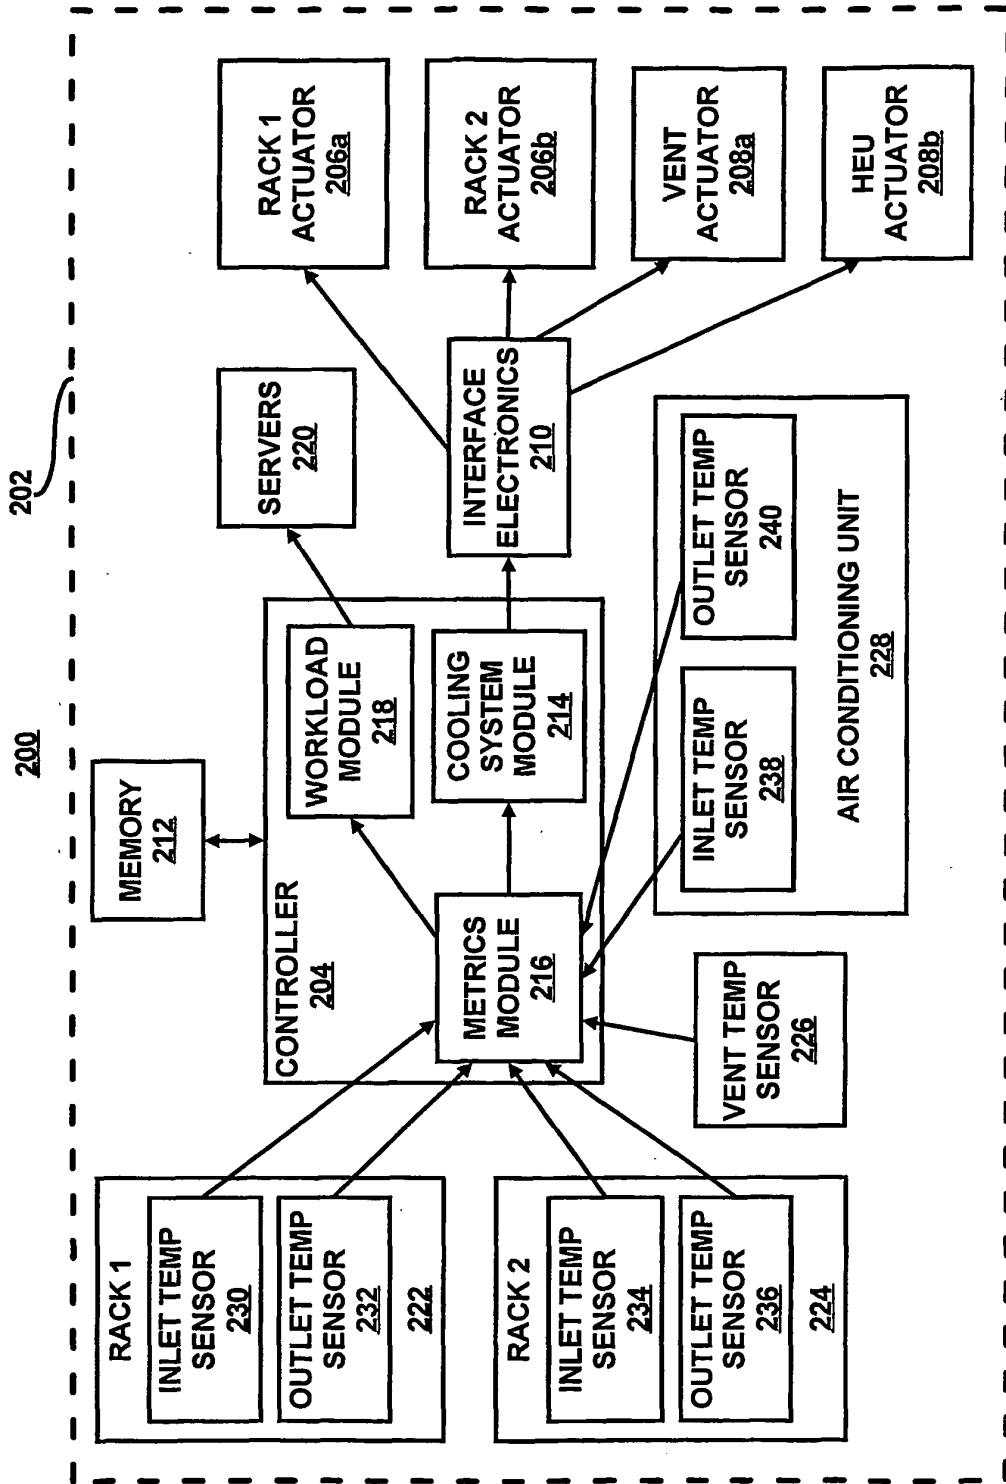 200
202
MEMORY
212
RACK 1
INLET TEMP
SENSOR
230
OUTLET TEMP
SENSOR
232
222
RACK 2
INLET TEMP
SENSOR
234
OUTLET TEMP
SENSOR
236
224
CONTROLLER
204
METRICS
MODULE
216
WORKLOAD
MODULE
218
COOLING
SYSTEM
MODULE
214
VENT TEMP
SENSOR
226
INLET TEMP
SENSOR
238
OUTLET TEMP
SENSOR
240
AIR CONDITIONING UNIT
228
SERVERS
220
INTERFACE
ELECTRONICS
210
RACK 1
ACTUATOR
206a
RACK 2
ACTUATOR
206b
VENT
ACTUATOR
208a
HEU
ACTUATOR
208b